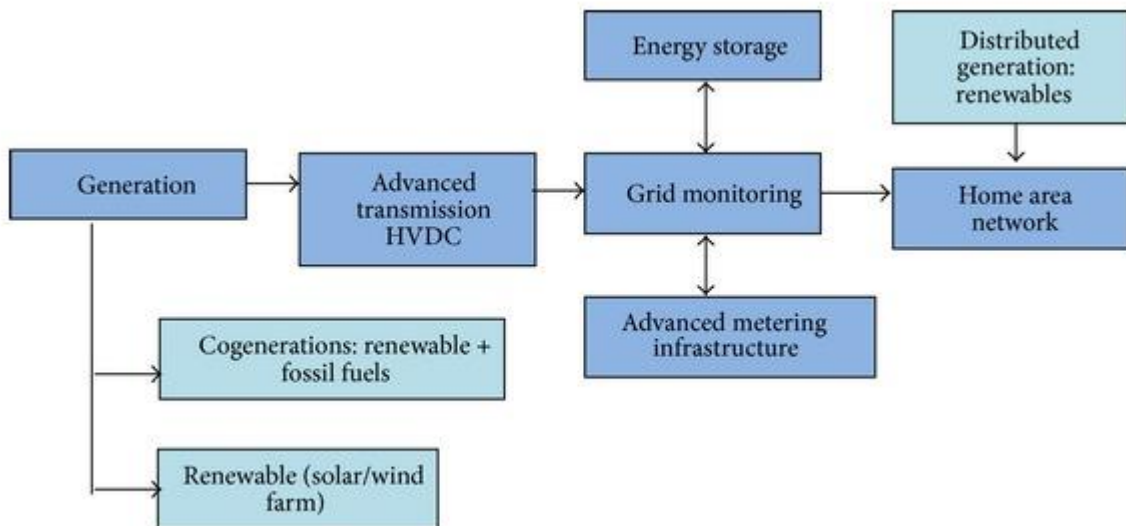 Energy storage
Distributed
generation:
renewables
Generation
Advanced
transmission
HVDC
Grid monitoring
Home area
network
Advanced metering
infrastructure
Cogenerations: renewable +
fossil fuels
Renewable (solar/wind
farm)